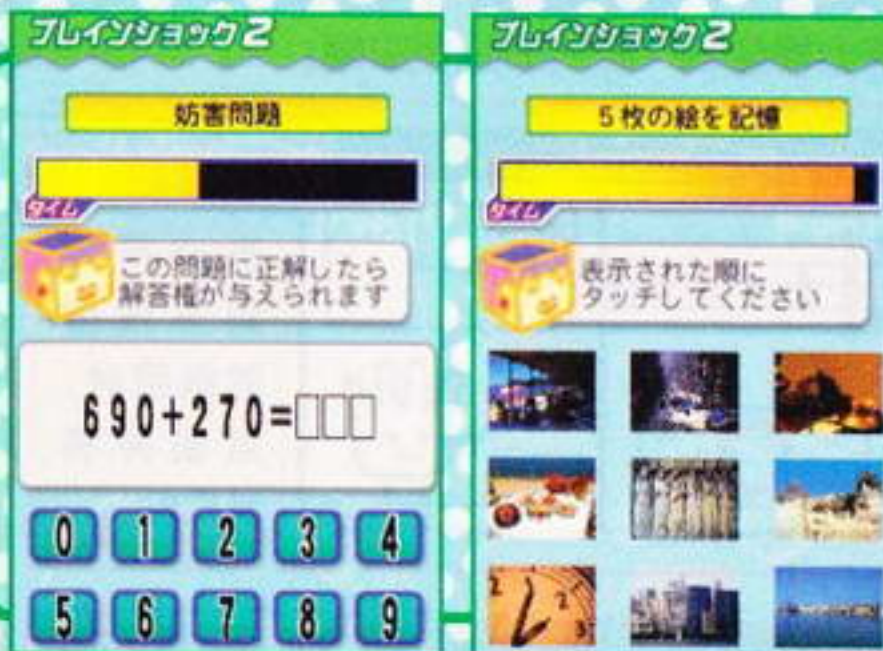 ブレインショック2
妨害問題
タイム
この問題に正解したら
解答権が与えられます
690+270=□□□
0 1 2 3 4
5 6 7 8 9
ブレインショック2
5枚の絵を記憶
タイム
表示された順に
タッチしてください
2
2
3